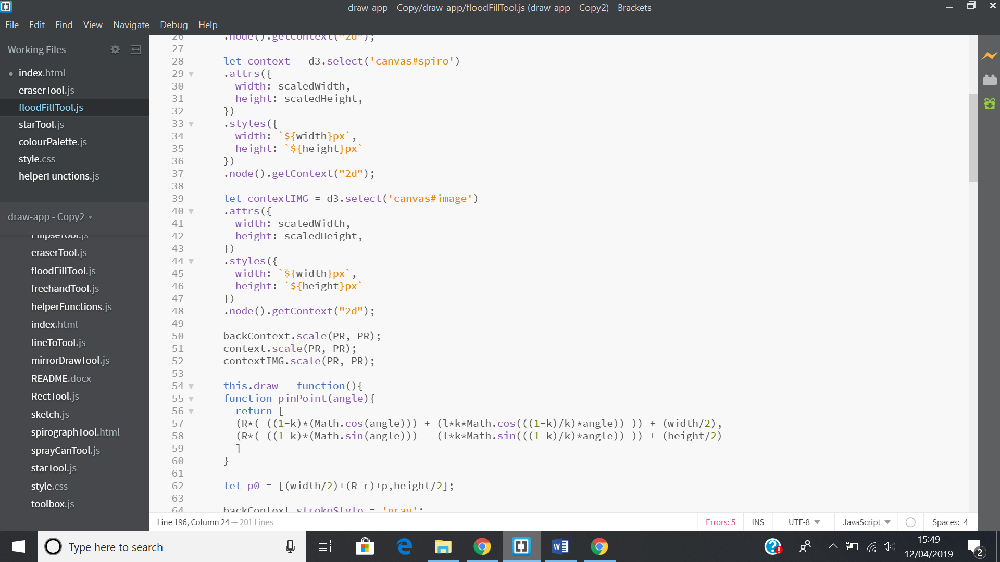 draw-app - Copy/draw-app/floodFillTool.js (draw-app - Copy2) - Brackets
File Edit Find View Navigate Debug Help
Working Files
index.html
eraserTool.js
floodFillTool.js
starTool.js
colourPalette.js
style.css
helperFunctions.js
draw-app - Copy2
EllipseTool.js
eraserTool.js
floodFillTool.js
freehandTool.js
helperFunctions.js
index.html
lineToTool.js
mirrorDrawTool.js
README.docx
RectTool.js
sketch.js
spirographTool.html
sprayCanTool.js
starTool.js
style.css
toolbox.js
26 .node().getContext("2d");
27
28 let context = d3.select('canvas#spiro')
29 .attrs({
30 width: scaledWidth,
31 height: scaledHeight,
32 })
33 .styles({
34 width: `${width}px`,
35 height: `${height}px`
36 })
37 .node().getContext("2d");
38
39 let contextIMG = d3.select('canvas#image')
40 .attrs({
41 width: scaledWidth,
42 height: scaledHeight,
43 })
44 .styles({
45 width: `${width}px`,
46 height: `${height}px`
47 })
48 .node().getContext("2d");
49
50 backContext.scale(PR, PR);
51 context.scale(PR, PR);
52 contextIMG.scale(PR, PR);
53
54 this.draw = function(){
55 function pinPoint(angle){
56 return [
57 (R*( ((1-k)*(Math.cos(angle))) + (l*k*Math.cos(((1-k)/k)*angle)) )) + (width/2),
58 (R*( ((1-k)*(Math.sin(angle))) - (l*k*Math.sin(((1-k)/k)*angle)) )) + (height/2)
59 ]
60 }
61
62 let p0 = [(width/2)+(R-r)+p,height/2];
63
64 backContext.strokeStyle = 'gray';
Line 196, Column 24 — 201 Lines
Errors: 5 INS UTF-8 JavaScript Spaces: 4
Type here to search
15:49
12/04/2019
2